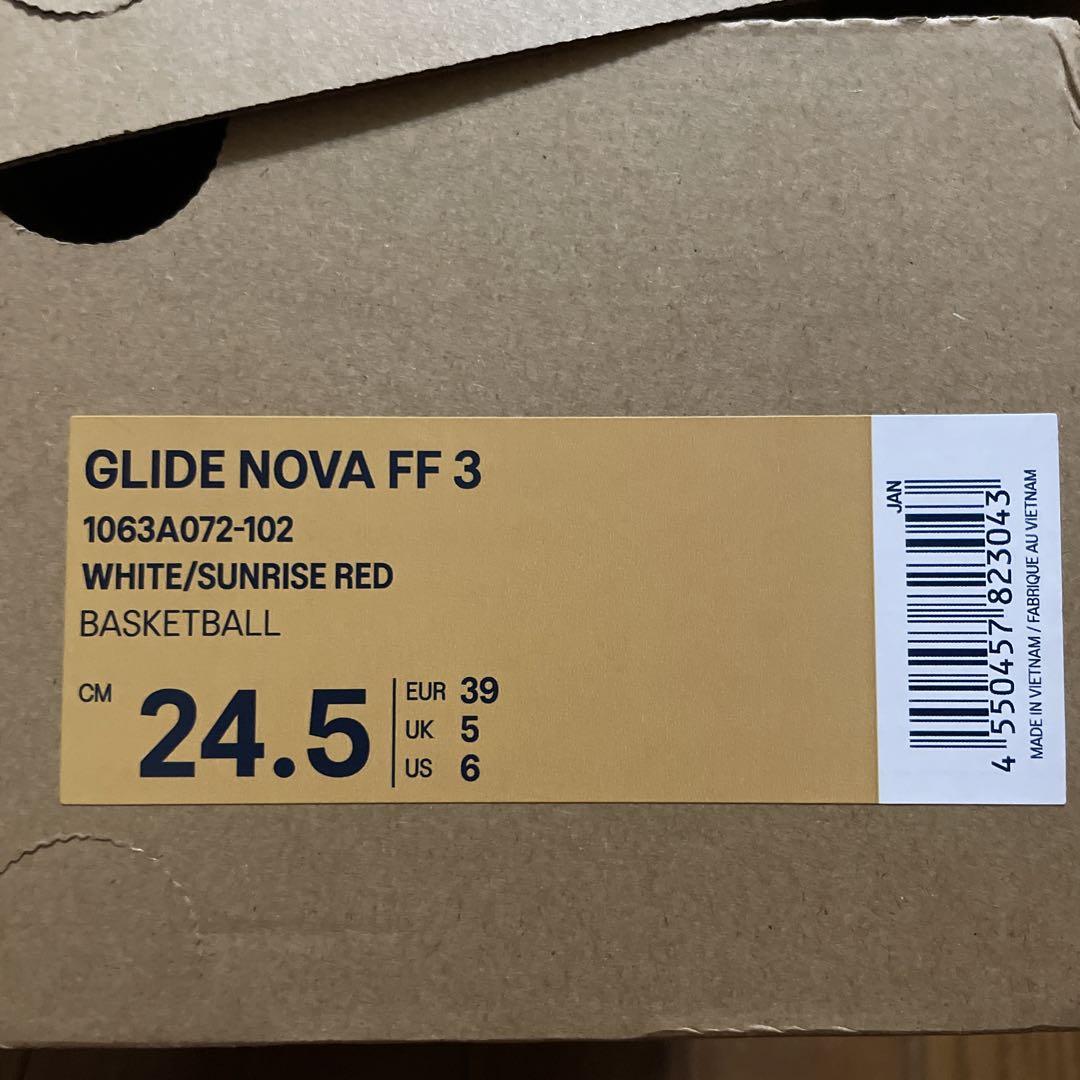 GLIDE NOVA FF 3
1063A072-102
WHITE/SUNRISE RED
BASKETBALL
CM 24.5
EUR 39
UK 5
US 6
JAN
4 550457 823043
MADE IN VIETNAM / FABRIQUE AU VIETNAM